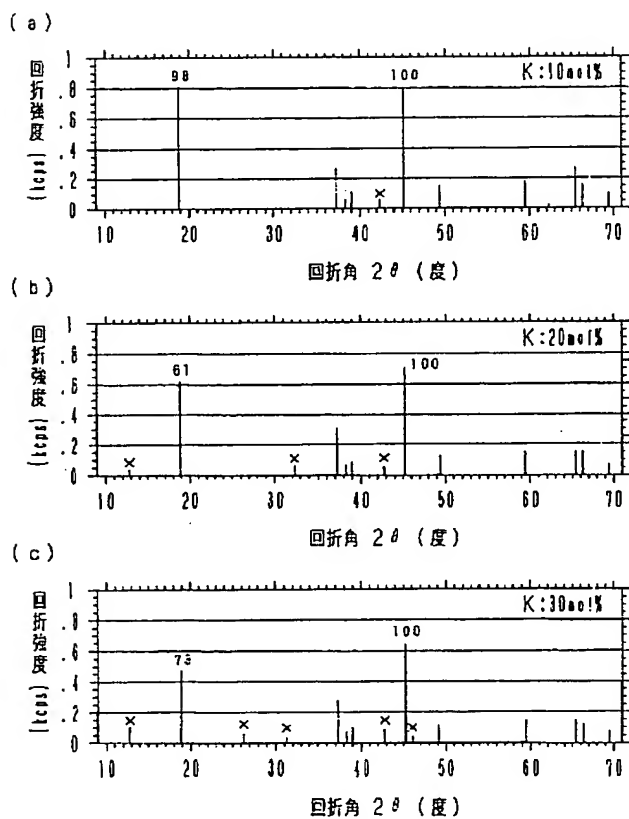 (a)
回折強度 (kcps)
1
.8
.6
.4
.2
0
98
100
K:10mol%
×
10 20 30 40 50 60 70
回折角 2θ (度)
(b)
回折強度 (kcps)
1
.8
.6
.4
.2
0
61
100
K:20mol%
× × ×
10 20 30 40 50 60 70
回折角 2θ (度)
(c)
回折強度 (kcps)
1
.8
.6
.4
.2
0
73
100
K:30mol%
× × × × ×
10 20 30 40 50 60 70
回折角 2θ (度)